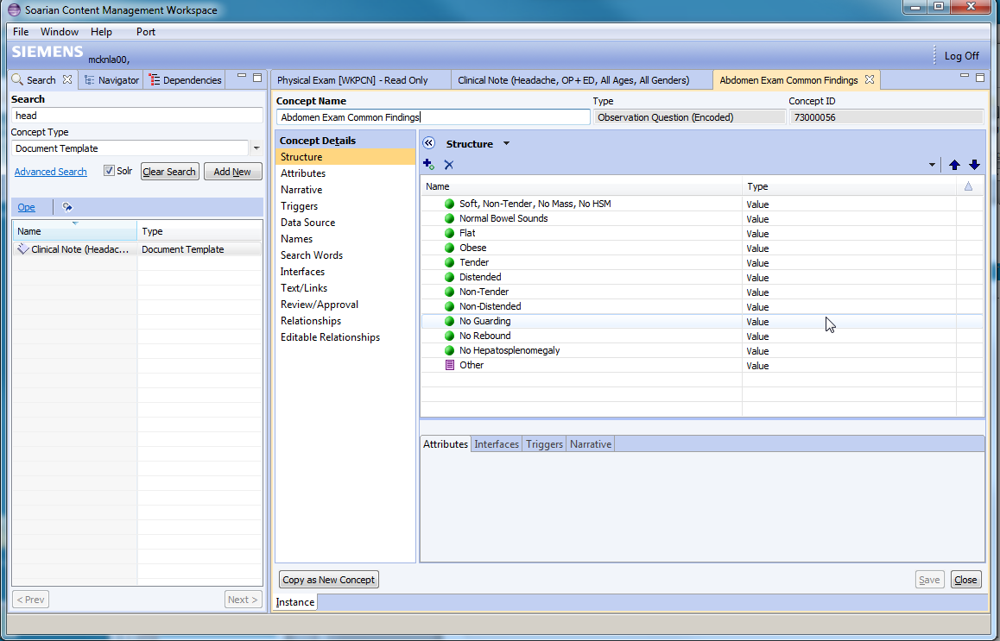 Soarian Content Management Workspace
File Window Help Port
SIEMENS mcknla00,
Log Off
Search Navigator Dependencies
Search
head
Concept Type
Document Template
Advanced Search Solr Clear Search Add New
Ope
Name Type
Clinical Note (Headac... Document Template
< Prev Next >
Physical Exam [WKPCN] - Read Only Clinical Note (Headache, OP+ED, All Ages, All Genders) Abdomen Exam Common Findings
Concept Name Type Concept ID
Abdomen Exam Common Findings Observation Question (Encoded) 73000056
Concept Details
Structure
Attributes
Narrative
Triggers
Data Source
Names
Search Words
Interfaces
Text/Links
Review/Approval
Relationships
Editable Relationships
Structure
Name Type
Soft, Non-Tender, No Mass, No HSM Value
Normal Bowel Sounds Value
Flat Value
Obese Value
Tender Value
Distended Value
Non-Tender Value
Non-Distended Value
No Guarding Value
No Rebound Value
No Hepatosplenomegaly Value
Other Value
Attributes Interfaces Triggers Narrative
Copy as New Concept Save Close
Instance